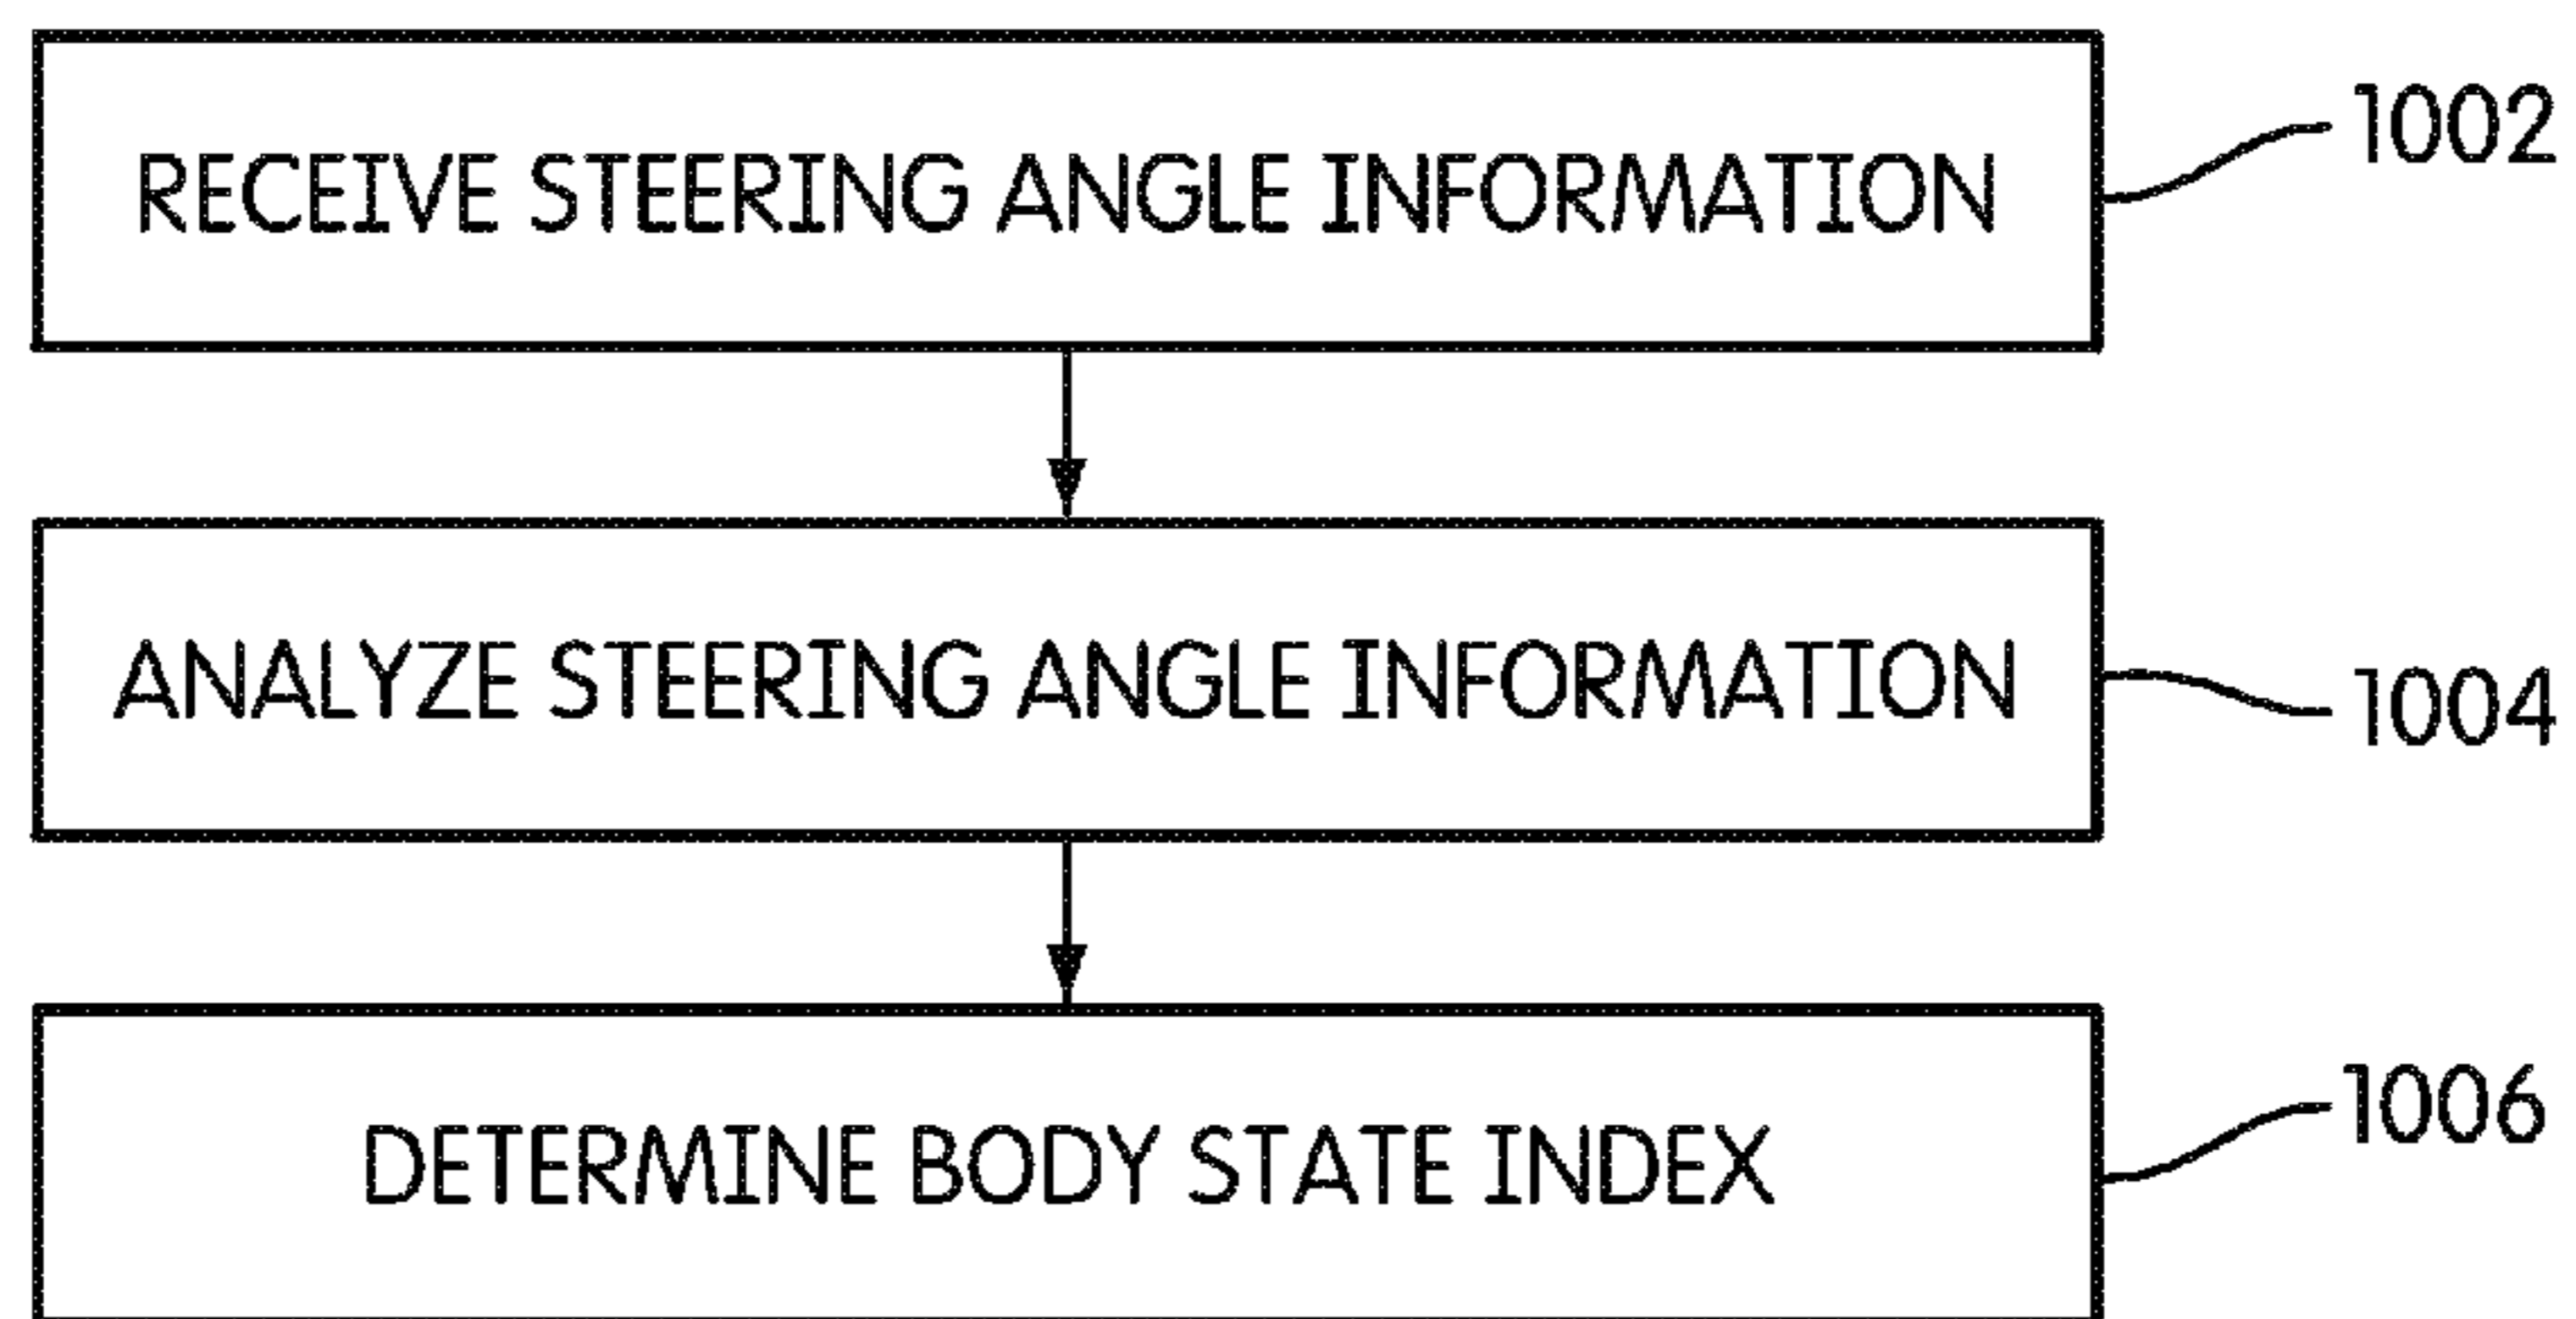 RECEIVE STEERING ANGLE INFORMATION
1002
ANALYZE STEERING ANGLE INFORMATION
1004
DETERMINE BODY STATE INDEX
1006